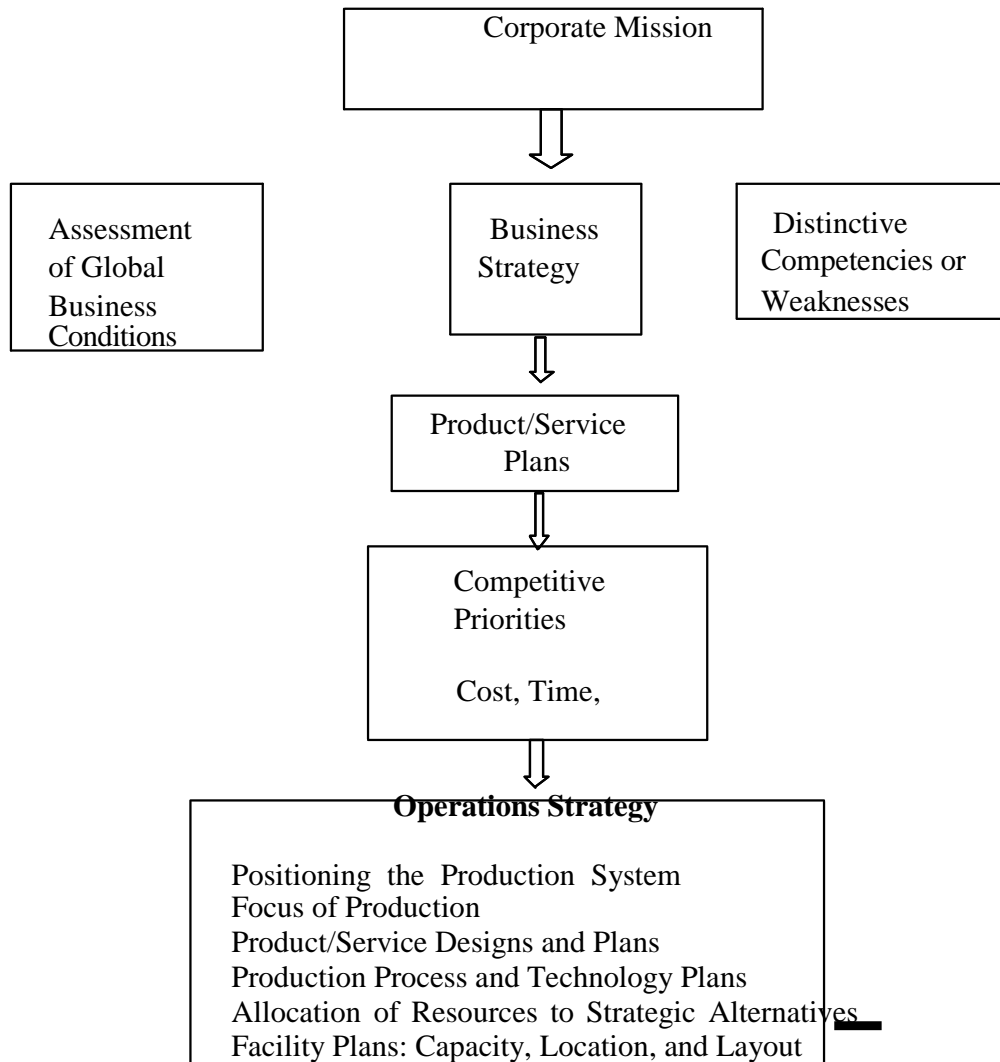 Corporate Mission
Assessment
of Global
Business
Conditions
Business
Strategy
Distinctive
Competencies or
Weaknesses
Product/Service
Plans
Competitive
Priorities
Cost, Time,
Operations Strategy
Positioning the Production System
Focus of Production
Product/Service Designs and Plans
Production Process and Technology Plans
Allocation of Resources to Strategic Alternatives
Facility Plans: Capacity, Location, and Layout